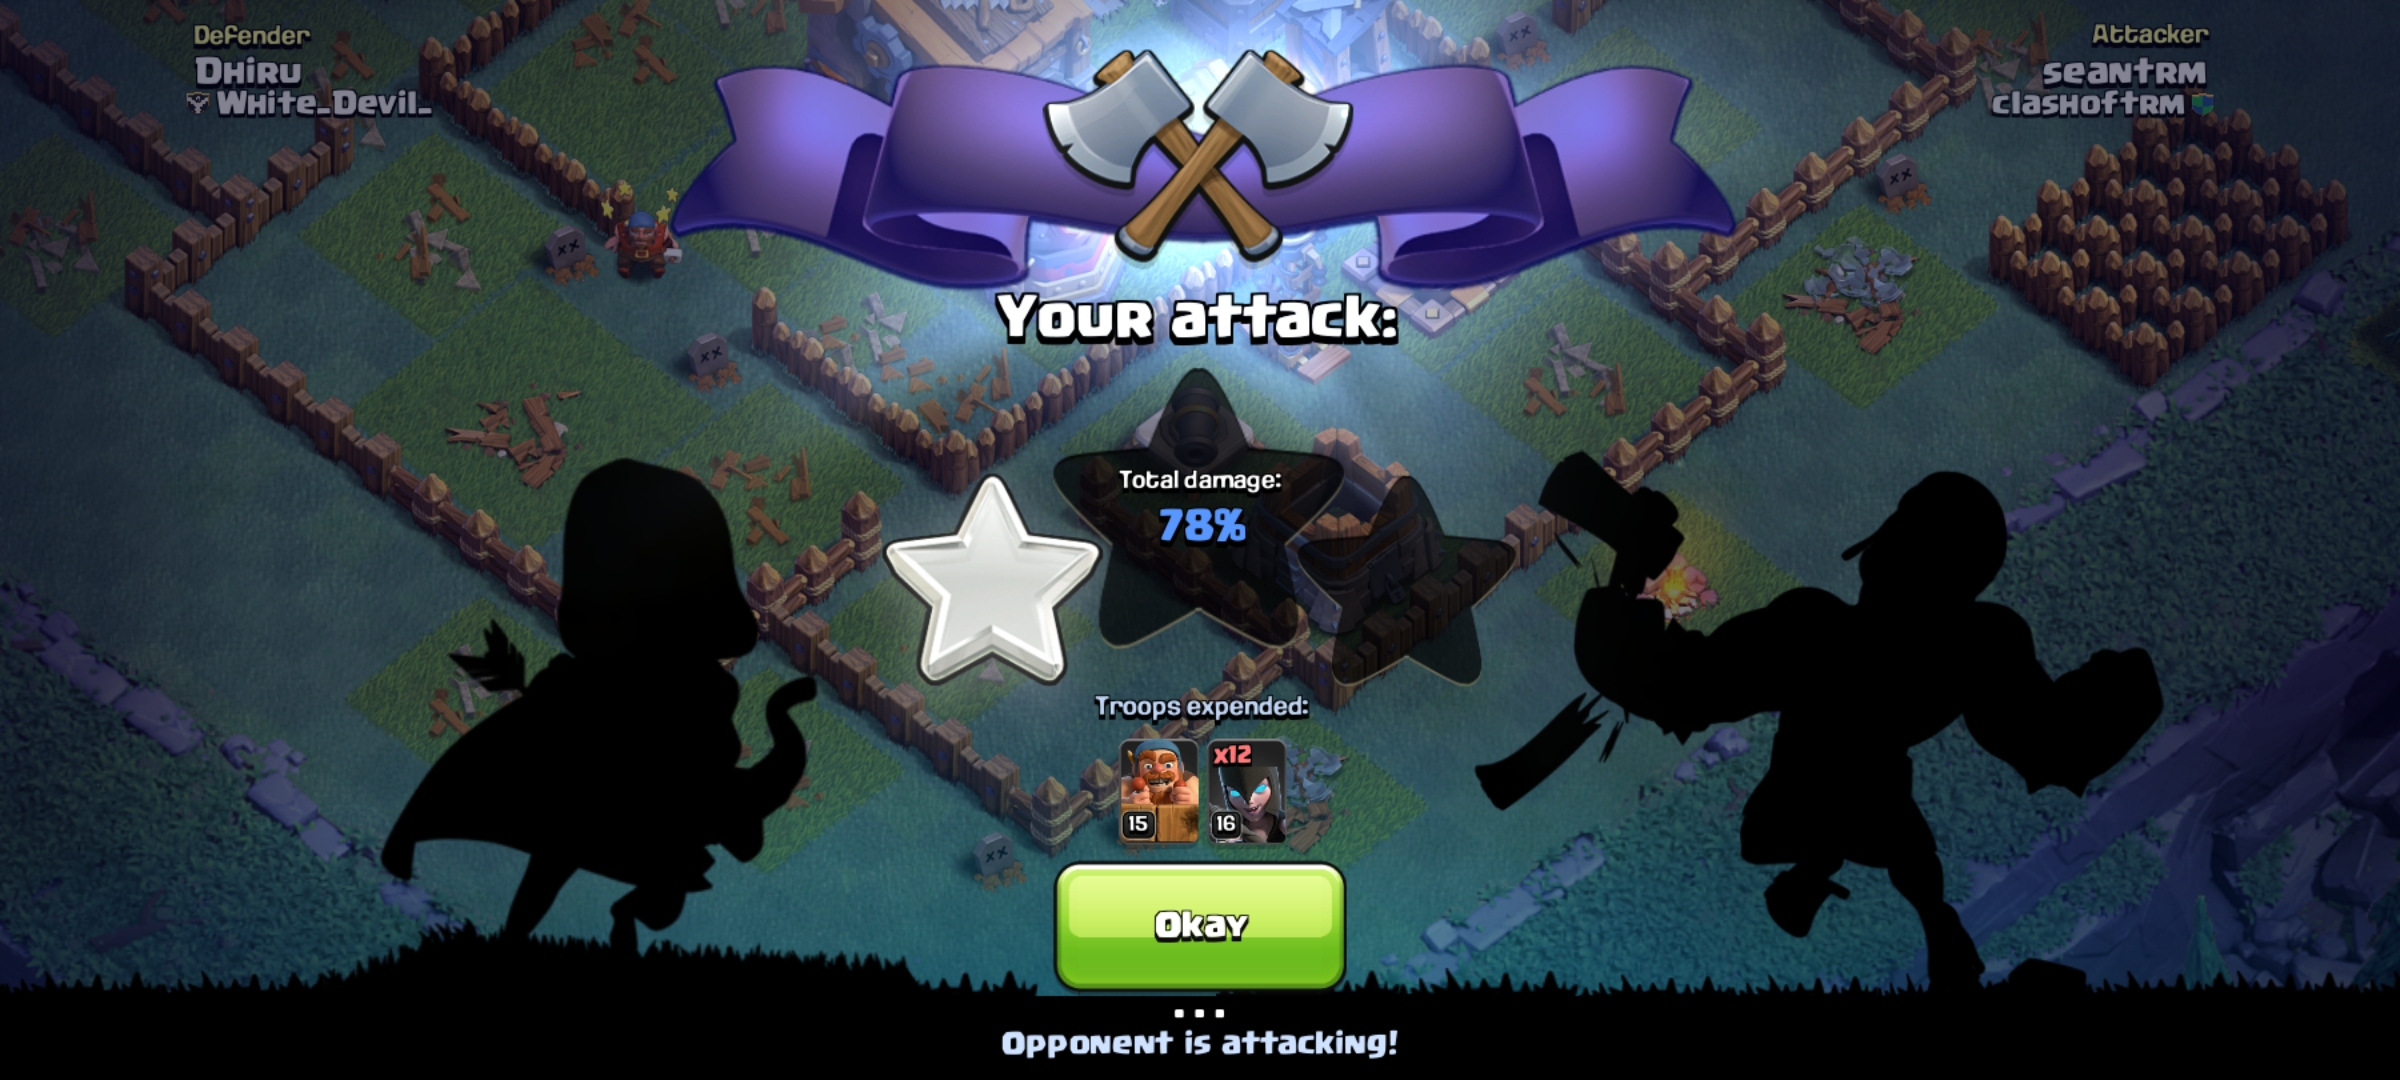 Defender
Dhiru
White_Devil_
Attacker
seantrm
clashoftrm
Your attack:
Total damage:
78%
Troops expended:
x12
15
16
Okay
...
Opponent is attacking!